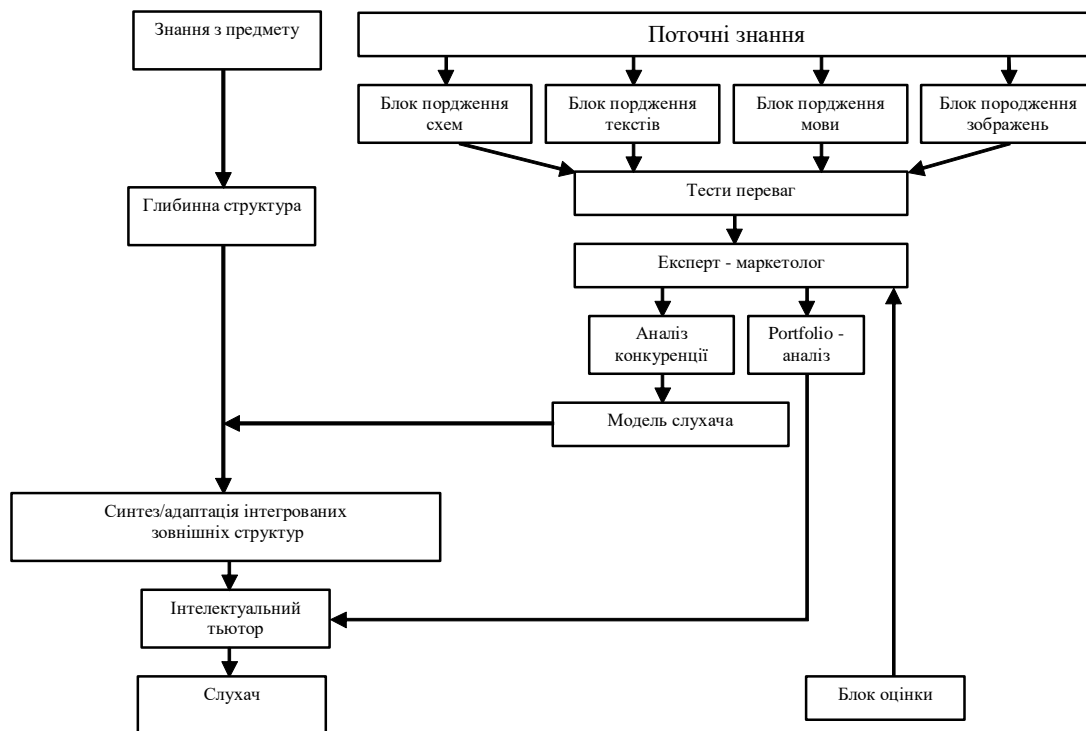 Знання з предмету
Поточні знання
Блок пордження
схем
Блок пордження
текстів
Блок пордження
мови
Блок породження
зображень
Тести переваг
Глибинна структура
Експерт - маркетолог
Аналіз
конкуренції
Portfolio -
аналіз
Модель слухача
Синтез/адаптація інтегрованих
зовнішніх структур
Інтелектуальний
тьютор
Слухач
Блок оцінки